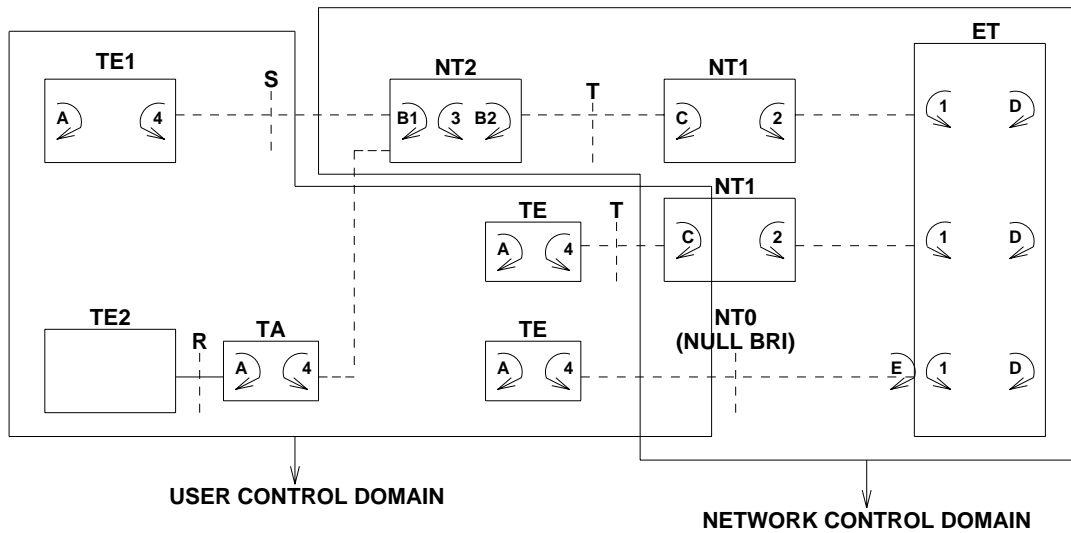 ET
TE1
S
NT2
T
NT1
A 4
B1 3 B2
C 2
1 D
NT1
TE T
A 4
C 2
1 D
TE2
R
TA
TE
NT0
(NULL BRI)
A 4
A 4
E 1 D
USER CONTROL DOMAIN
NETWORK CONTROL DOMAIN